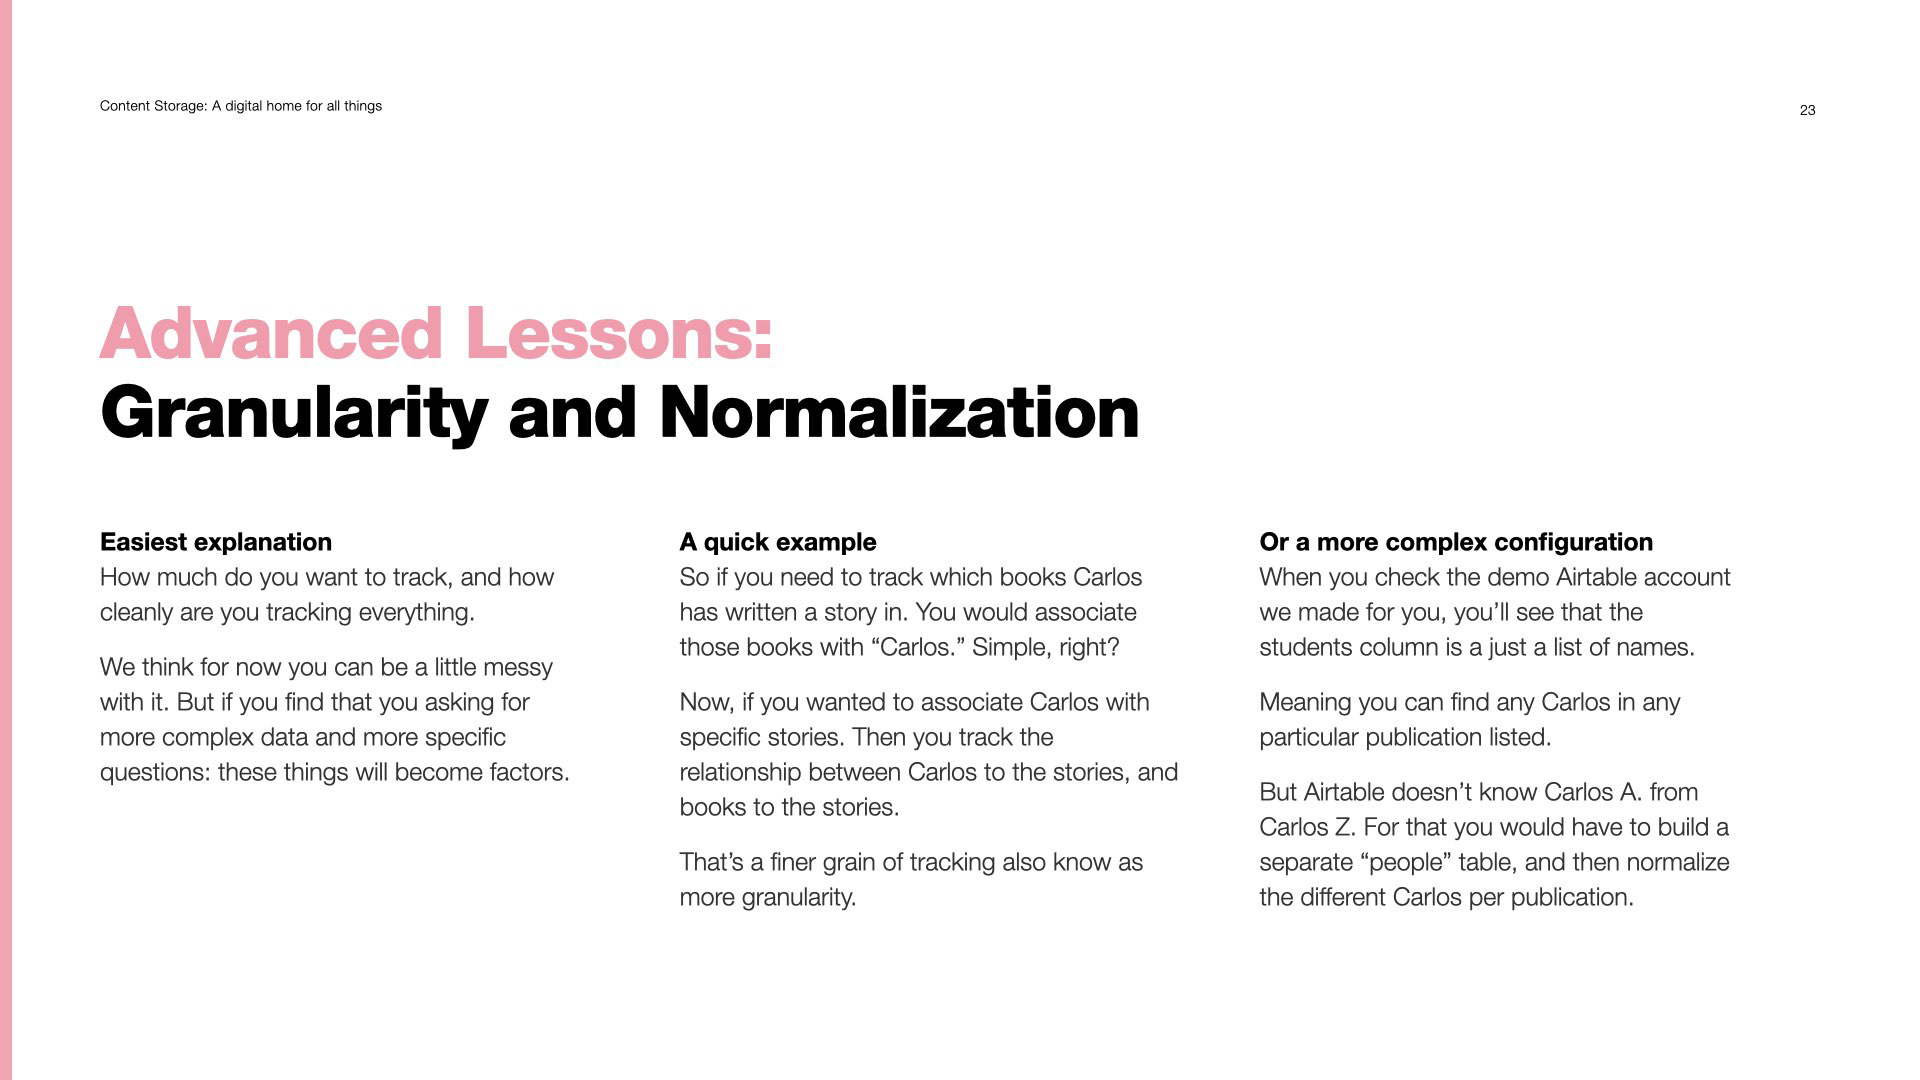 Content Storage: A digital home for all things
23
Advanced Lessons:
Granularity and Normalization
Easiest explanation
How much do you want to track, and how
cleanly are you tracking everything.
We think for now you can be a little messy
with it. But if you find that you asking for
more complex data and more specific
questions: these things will become factors.
A quick example
So if you need to track which books Carlos
has written a story in. You would associate
those books with “Carlos.” Simple, right?
Now, if you wanted to associate Carlos with
specific stories. Then you track the
relationship between Carlos to the stories, and
books to the stories.
That’s a finer grain of tracking also know as
more granularity.
Or a more complex configuration
When you check the demo Airtable account
we made for you, you’ll see that the
students column is a just a list of names.
Meaning you can find any Carlos in any
particular publication listed.
But Airtable doesn’t know Carlos A. from
Carlos Z. For that you would have to build a
separate “people” table, and then normalize
the different Carlos per publication.